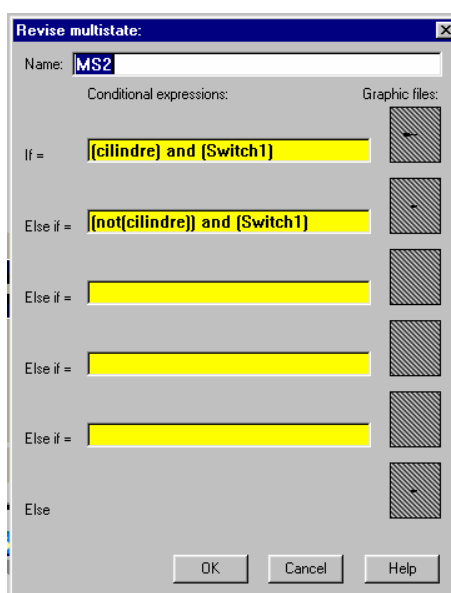 Revise multistate:
Name: MS2
Conditional expressions: Graphic files:
If = (cilindre) and (Switch1)
Else if = (not(cilindre)) and (Switch1)
Else if =
Else if =
Else if =
Else
OK Cancel Help